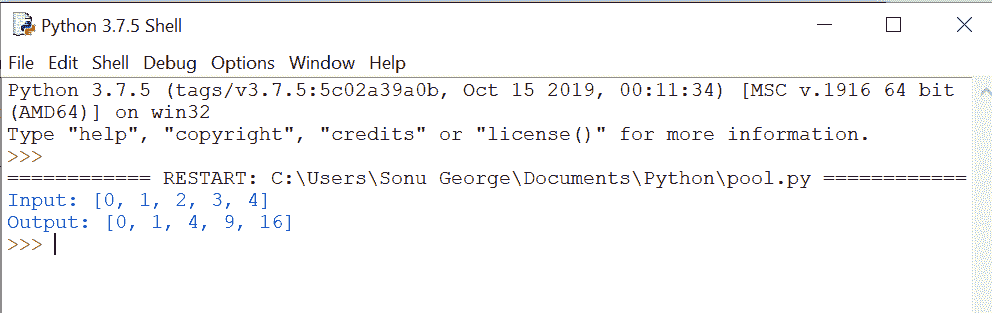 Python 3.7.5 Shell
File Edit Shell Debug Options Window Help
Python 3.7.5 (tags/v3.7.5:5c02a39a0b, Oct 15 2019, 00:11:34) [MSC v.1916 64 bit
(AMD64)] on win32
Type "help", "copyright", "credits" or "license()" for more information.
>>>
============ RESTART: C:\Users\Sonu George\Documents\Python\pool.py ============
Input: [0, 1, 2, 3, 4]
Output: [0, 1, 4, 9, 16]
>>>